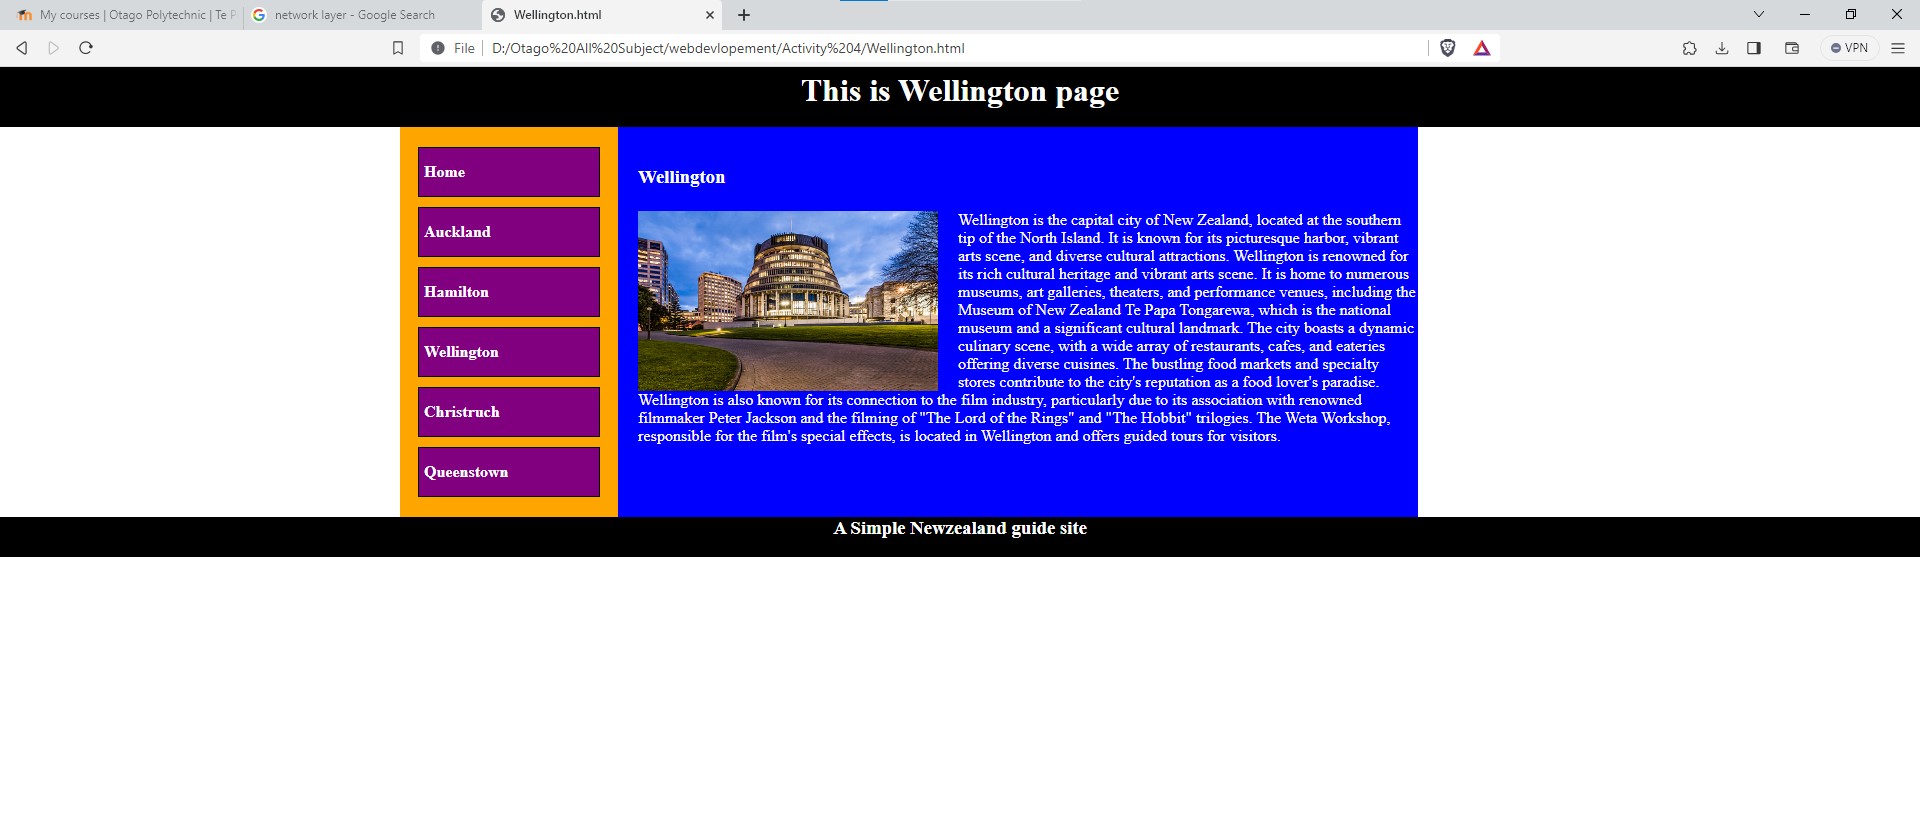 My courses | Otago Polytechnic | Te P
network layer - Google Search
Wellington.html
File
D:/Otago%20All%20Subject/webdevlopement/Activity%204/Wellington.html
VPN
This is Wellington page
Home
Auckland
Hamilton
Wellington
Christruch
Queenstown
Wellington
Wellington is the capital city of New Zealand, located at the southern
tip of the North Island. It is known for its picturesque harbor, vibrant
arts scene, and diverse cultural attractions. Wellington is renowned for
its rich cultural heritage and vibrant arts scene. It is home to numerous
museums, art galleries, theaters, and performance venues, including the
Museum of New Zealand Te Papa Tongarewa, which is the national
museum and a significant cultural landmark. The city boasts a dynamic
culinary scene, with a wide array of restaurants, cafes, and eateries
offering diverse cuisines. The bustling food markets and specialty
stores contribute to the city's reputation as a food lover's paradise.
Wellington is also known for its connection to the film industry, particularly due to its association with renowned
filmmaker Peter Jackson and the filming of "The Lord of the Rings" and "The Hobbit" trilogies. The Weta Workshop,
responsible for the film's special effects, is located in Wellington and offers guided tours for visitors.
A Simple Newzealand guide site